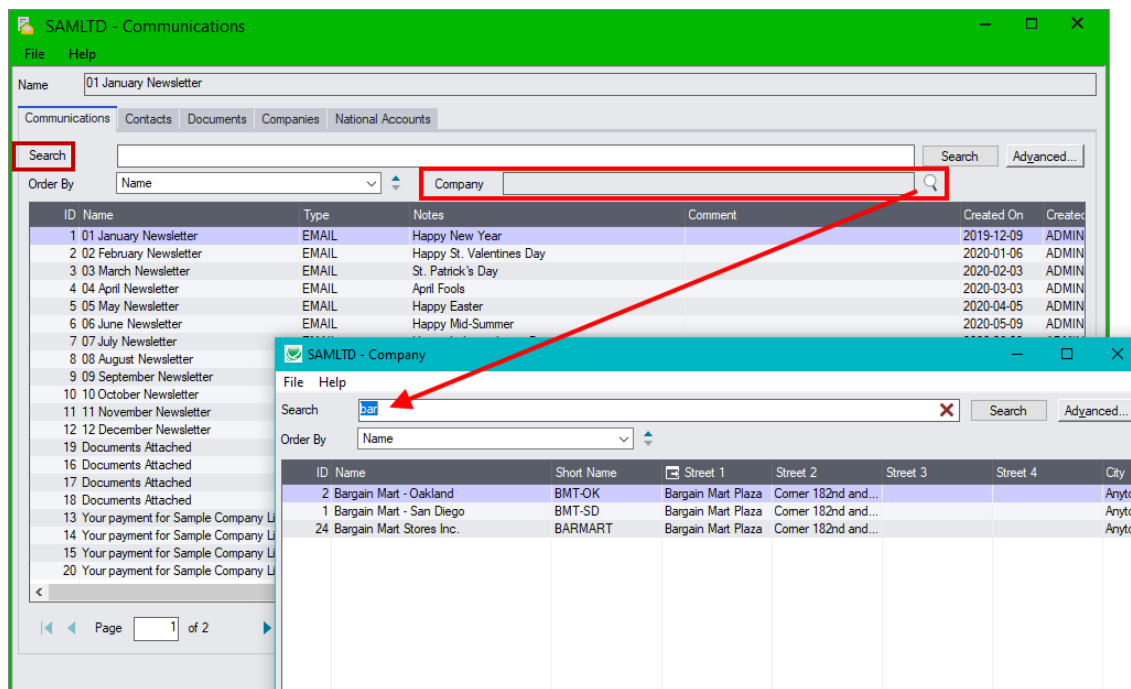 SAMLTD - Communications
File Help
Name 01 January Newsletter
Communications Contacts Documents Companies National Accounts
Search Search Advanced...
Order By Name Company
ID Name Type Notes Comment Created On Created
1 01 January Newsletter EMAIL Happy New Year 2019-12-09 ADMIN
2 02 February Newsletter EMAIL Happy St. Valentines Day 2020-01-06 ADMIN
3 03 March Newsletter EMAIL St. Patrick's Day 2020-02-03 ADMIN
4 04 April Newsletter EMAIL April Fools 2020-03-03 ADMIN
5 05 May Newsletter EMAIL Happy Easter 2020-04-05 ADMIN
6 06 June Newsletter EMAIL Happy Mid-Summer 2020-05-09 ADMIN
7 07 July Newsletter
8 08 August Newsletter
9 09 September Newsletter
10 10 October Newsletter
11 11 November Newsletter
12 12 December Newsletter
19 Documents Attached
16 Documents Attached
17 Documents Attached
18 Documents Attached
13 Your payment for Sample Company Li
14 Your payment for Sample Company Li
15 Your payment for Sample Company Li
20 Your payment for Sample Company Li
Page 1 of 2
SAMLTD - Company
File Help
Search bar Search Advanced...
Order By Name
ID Name Short Name Street 1 Street 2 Street 3 Street 4 City
2 Bargain Mart - Oakland BMT-OK Bargain Mart Plaza Corner 182nd and... Anyto
1 Bargain Mart - San Diego BMT-SD Bargain Mart Plaza Corner 182nd and... Anyto
24 Bargain Mart Stores Inc. BARMART Bargain Mart Plaza Corner 182nd and... Anyto